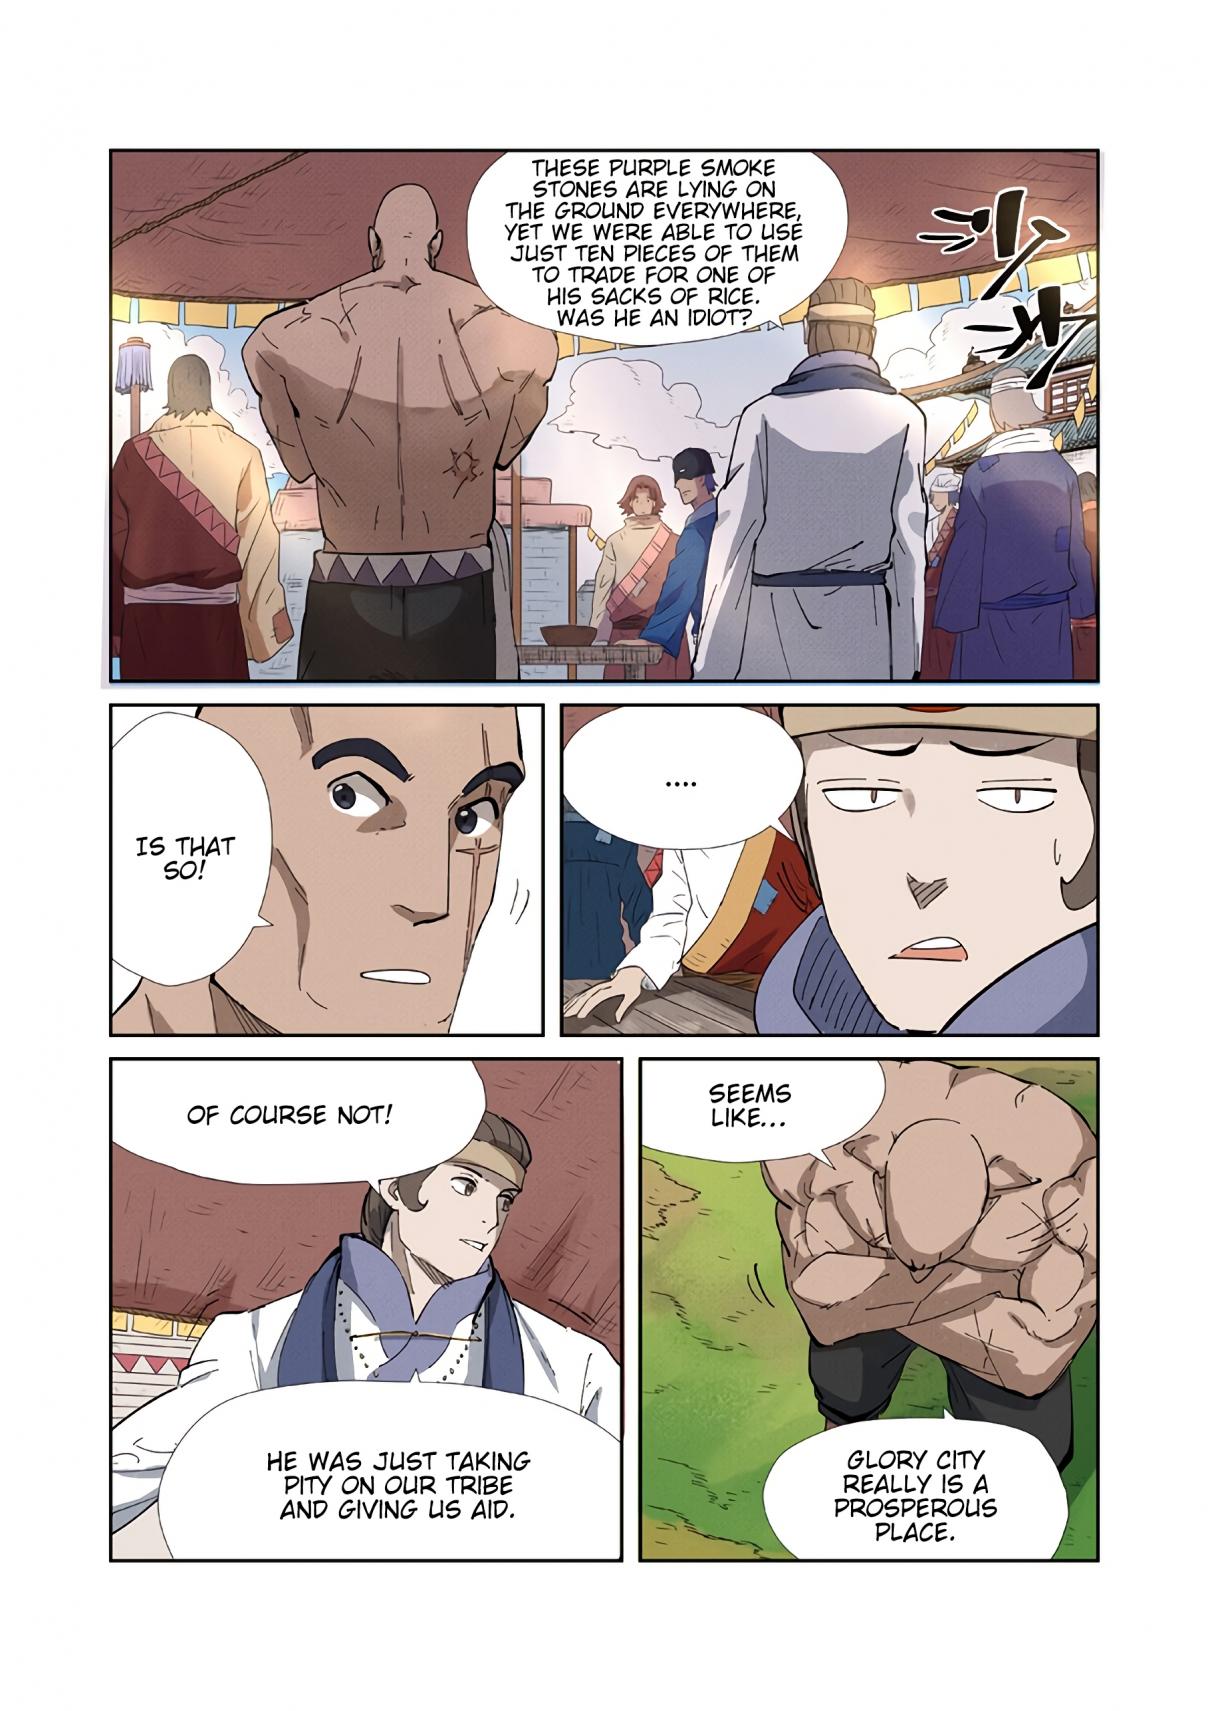 THESE PURPLE SMOKE
STONES ARE LYING ON
THE GROUND EVERYWHERE,
YET WE WERE ABLE TO USE
JUST TEN PIECES OF THEM
TO TRADE FOR ONE OF
HIS SACKS OF RICE.
WAS HE AN IDIOT?
IS THAT
SO!
....
OF COURSE NOT!
HE WAS JUST TAKING
PITY ON OUR TRIBE
AND GIVING US AID.
SEEMS
LIKE...
GLORY CITY
REALLY IS A
PROSPEROUS
PLACE.